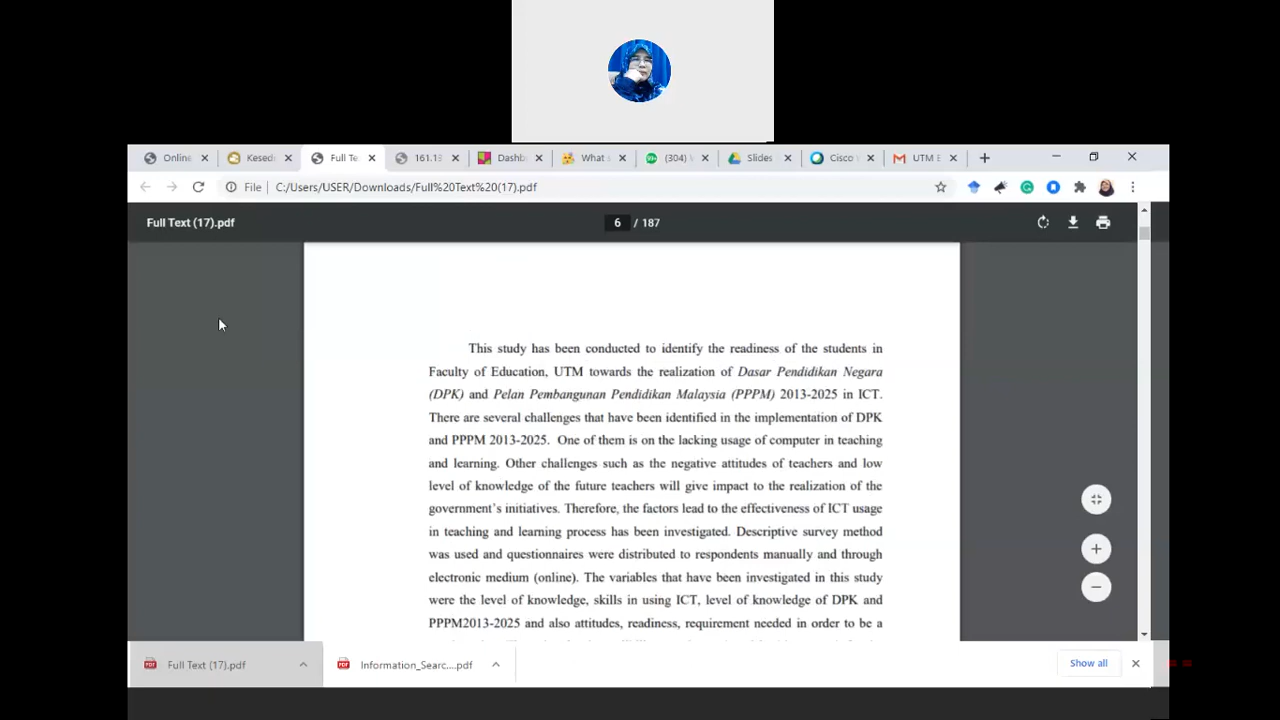 Online
Kesed
Full Te
161.13
Dashb
What s
(304)
Slides
Cisco
UTM E
File
C:/Users/USER/Downloads/Full%20Text%20(17).pdf
Full Text (17).pdf
6 / 187
This study has been conducted to identify the readiness of the students in
Faculty of Education, UTM towards the realization of Dasar Pendidikan Negara
(DPK) and Pelan Pembangunan Pendidikan Malaysia (PPPM) 2013-2025 in ICT.
There are several challenges that have been identified in the implementation of DPK
and PPPM 2013-2025. One of them is on the lacking usage of computer in teaching
and learning. Other challenges such as the negative attitudes of teachers and low
level of knowledge of the future teachers will give impact to the realization of the
government's initiatives. Therefore, the factors lead to the effectiveness of ICT usage
in teaching and learning process has been investigated. Descriptive survey method
was used and questionnaires were distributed to respondents manually and through
electronic medium (online). The variables that have been investigated in this study
were the level of knowledge, skills in using ICT, level of knowledge of DPK and
PPPM2013-2025 and also attitudes, readiness, requirement needed in order to be a
Full Text (17).pdf
Information_Searc....pdf
Show all